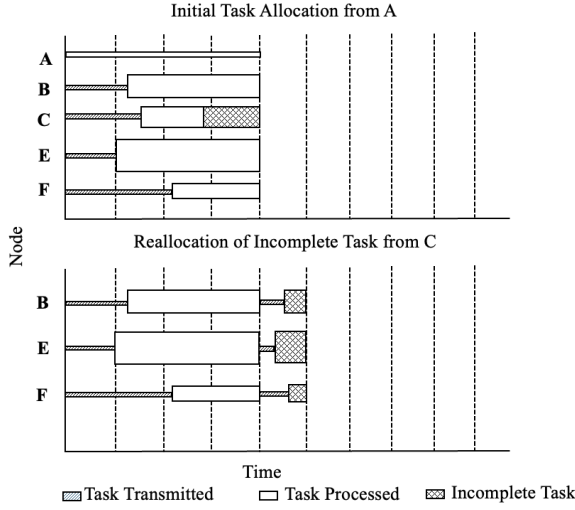 Initial Task Allocation from A
A
B
C
E
F
Node
Reallocation of Incomplete Task from C
B
E
F
Time
Task Transmitted Task Processed Incomplete Task